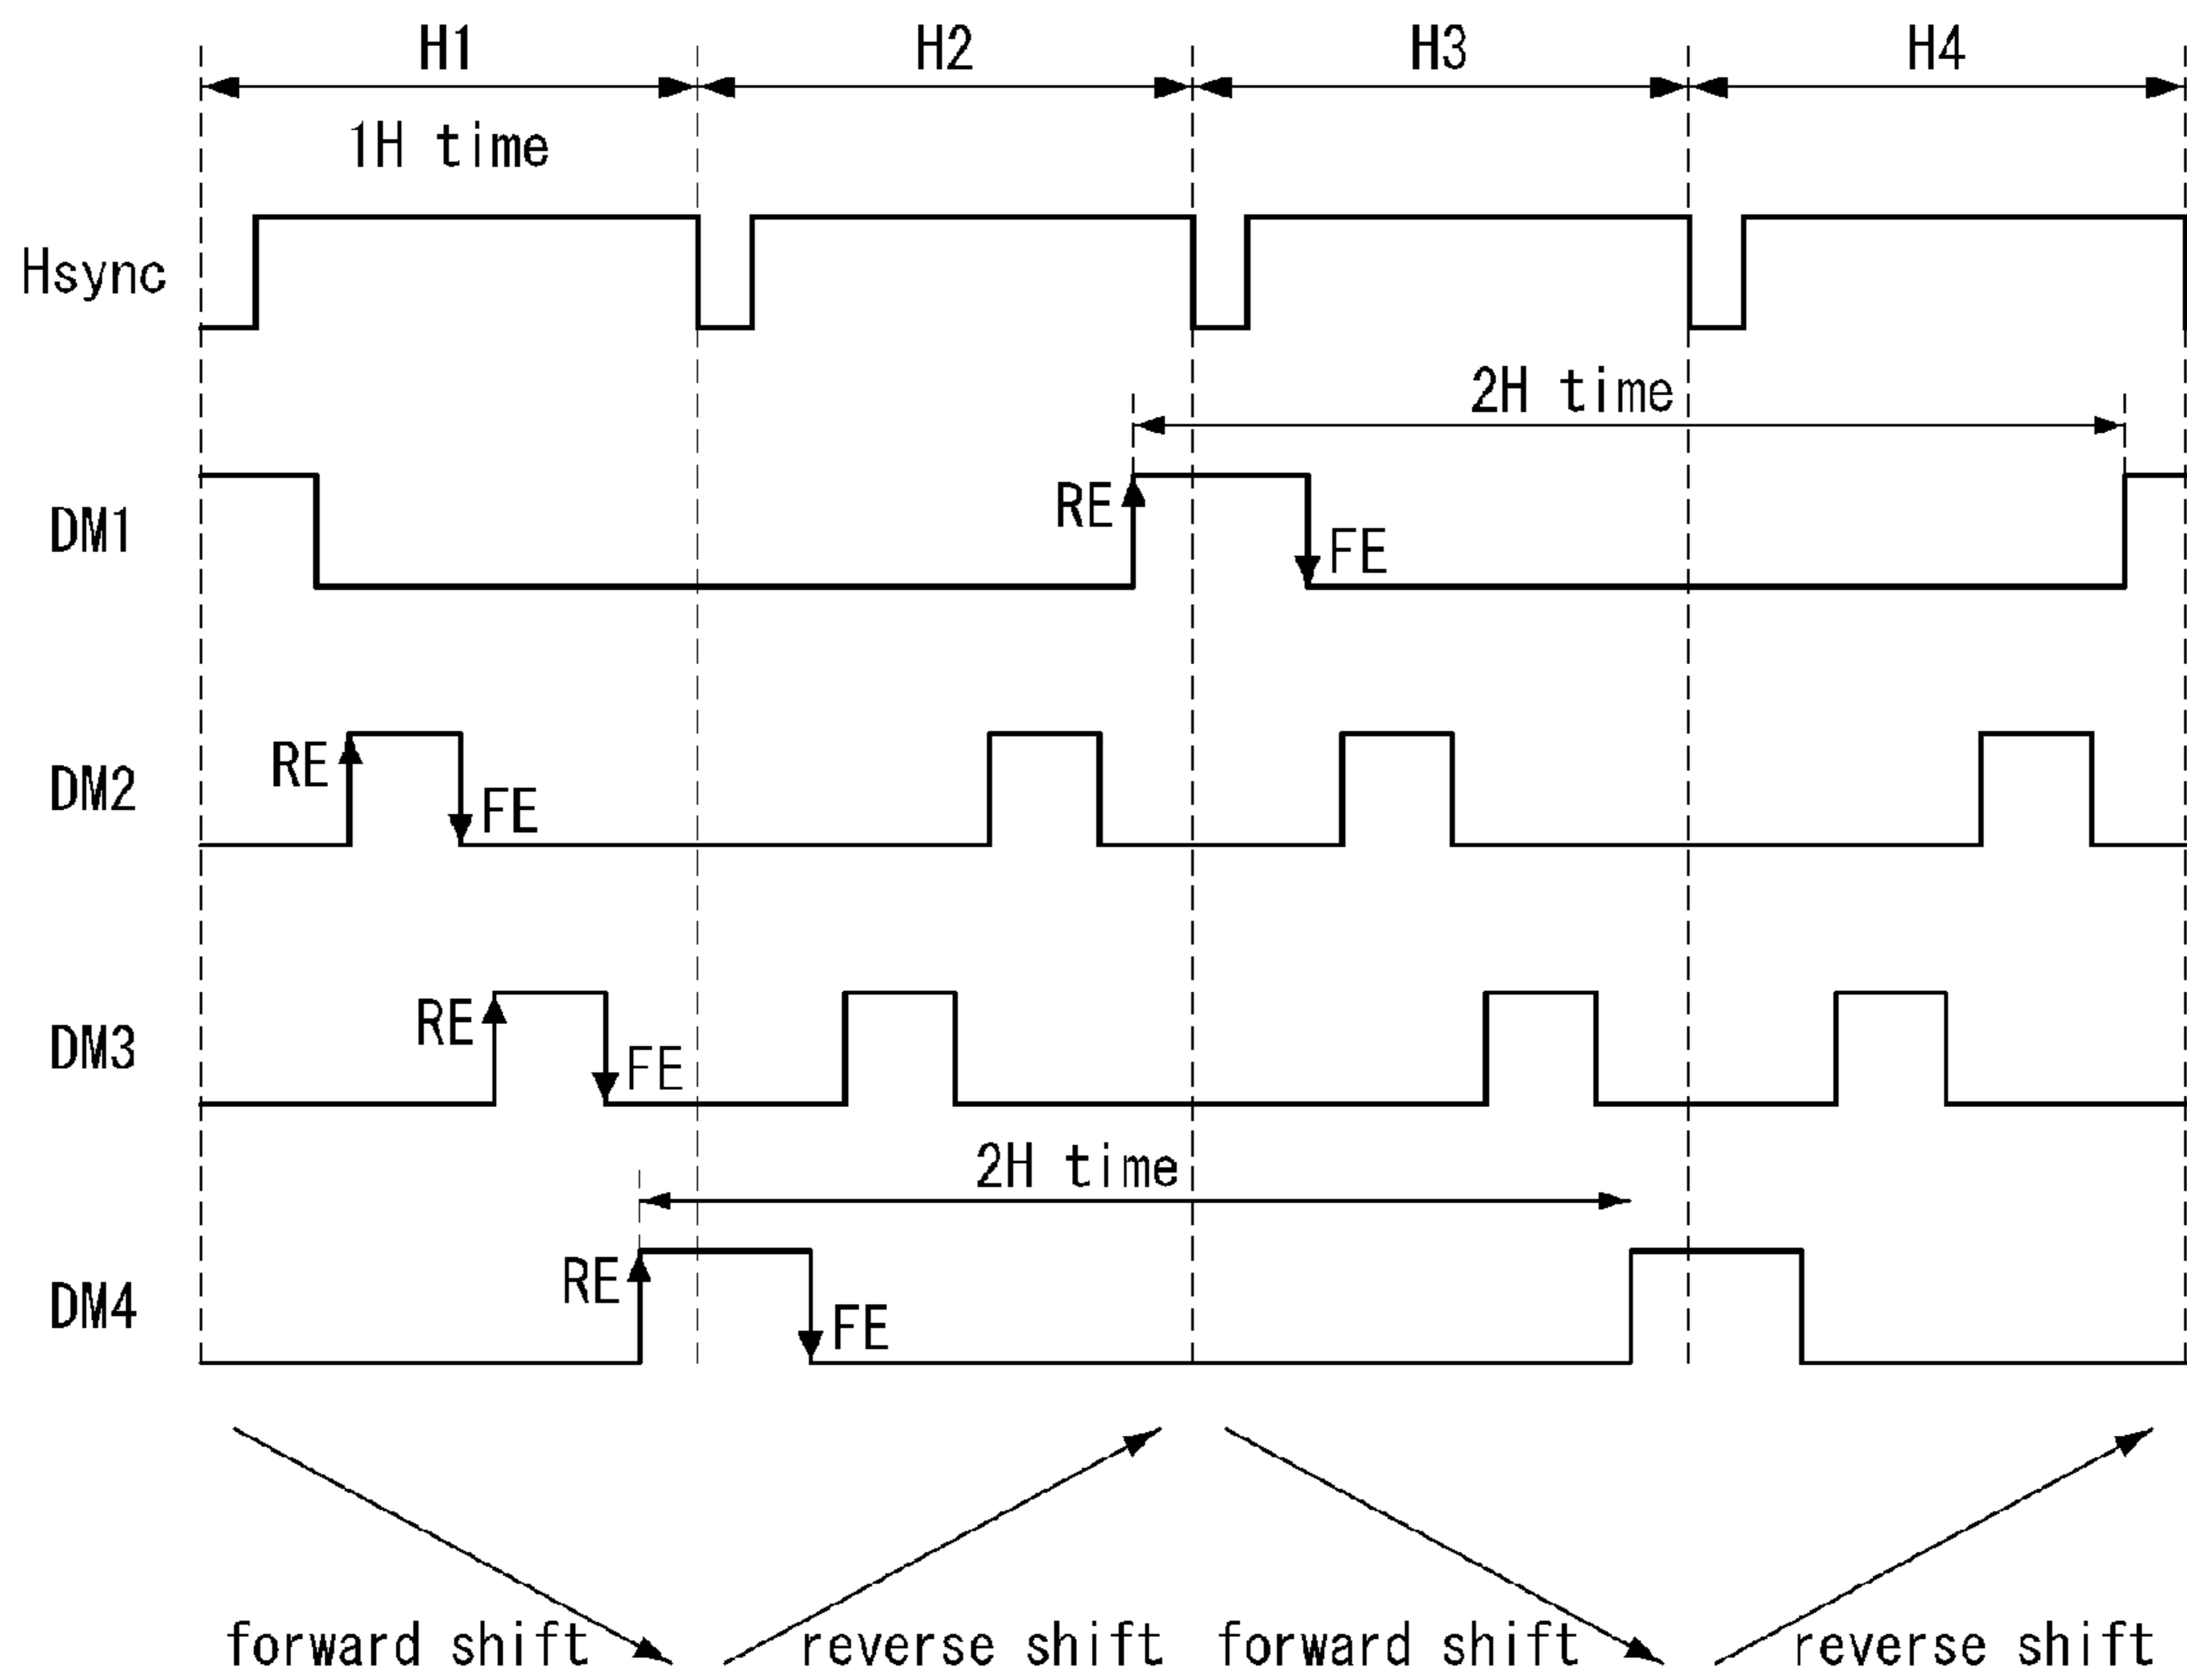 H1 H2 H3 H4
1H time
Hsync
2H time
DM1 RE FE
DM2 RE FE
DM3 RE FE
2H time
DM4 RE FE
forward shift reverse shift forward shift reverse shift